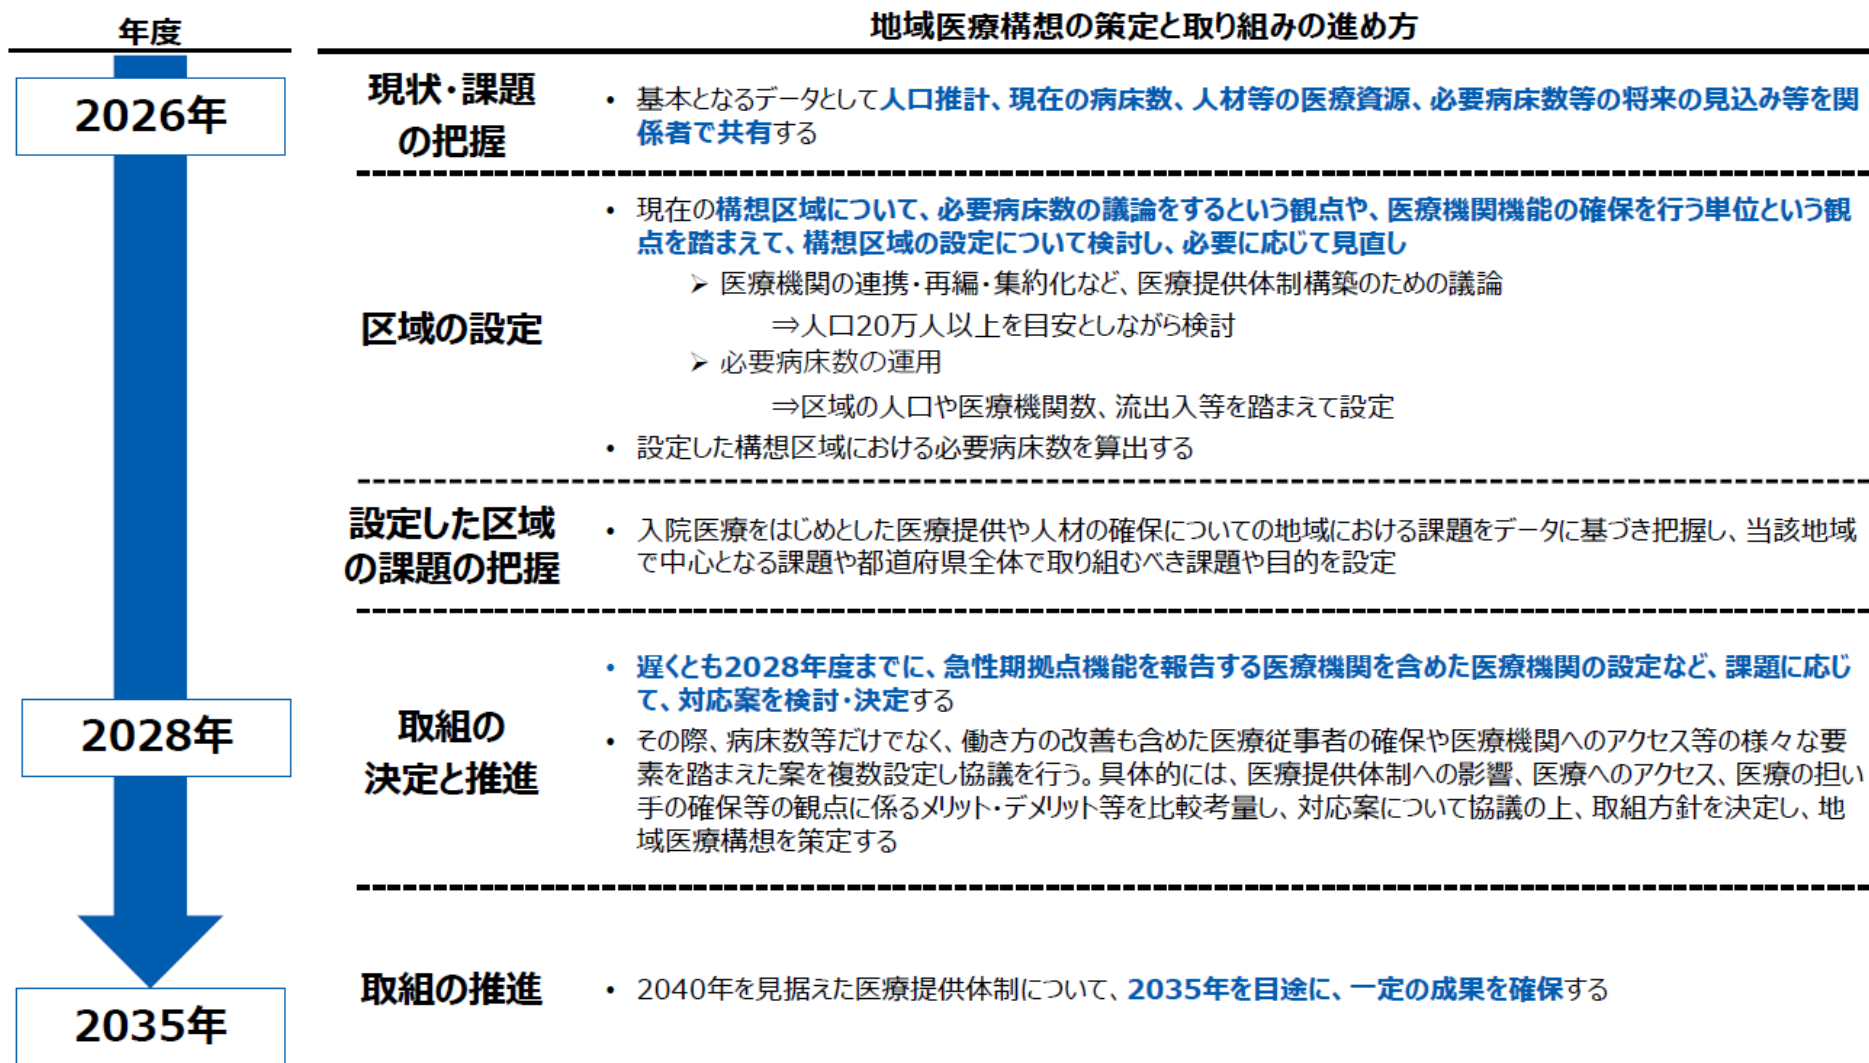 年度
地域医療構想の策定と取り組みの進め方
2026年
現状・課題
の把握
• 基本となるデータとして人口推計、現在の病床数、人材等の医療資源、必要病床数等の将来の見込み等を関
係者で共有する
区域の設定
• 現在の構想区域について、必要病床数の議論をするという観点や、医療機関機能の確保を行う単位という観
点を踏まえて、構想区域の設定について検討し、必要に応じて見直し
➢ 医療機関の連携・再編・集約化など、医療提供体制構築のための議論
⇒人口20万人以上を目安としながら検討
➢ 必要病床数の運用
⇒区域の人口や医療機関数、流出入等を踏まえて設定
• 設定した構想区域における必要病床数を算出する
設定した区域
の課題の把握
• 入院医療をはじめとした医療提供や人材の確保についての地域における課題をデータに基づき把握し、当該地域
で中心となる課題や都道府県全体で取り組むべき課題や目的を設定
2028年
取組の
決定と推進
• 遅くとも2028年度までに、急性期拠点機能を報告する医療機関を含めた医療機関の設定など、課題に応じ
て、対応案を検討・決定する
• その際、病床数等だけでなく、働き方の改善も含めた医療従事者の確保や医療機関へのアクセス等の様々な要
素を踏まえた案を複数設定し協議を行う。具体的には、医療提供体制への影響、医療へのアクセス、医療の担い
手の確保等の観点に係るメリット・デメリット等を比較考量し、対応案について協議の上、取組方針を決定し、地
域医療構想を策定する
2035年
取組の推進
• 2040年を見据えた医療提供体制について、2035年を目途に、一定の成果を確保する